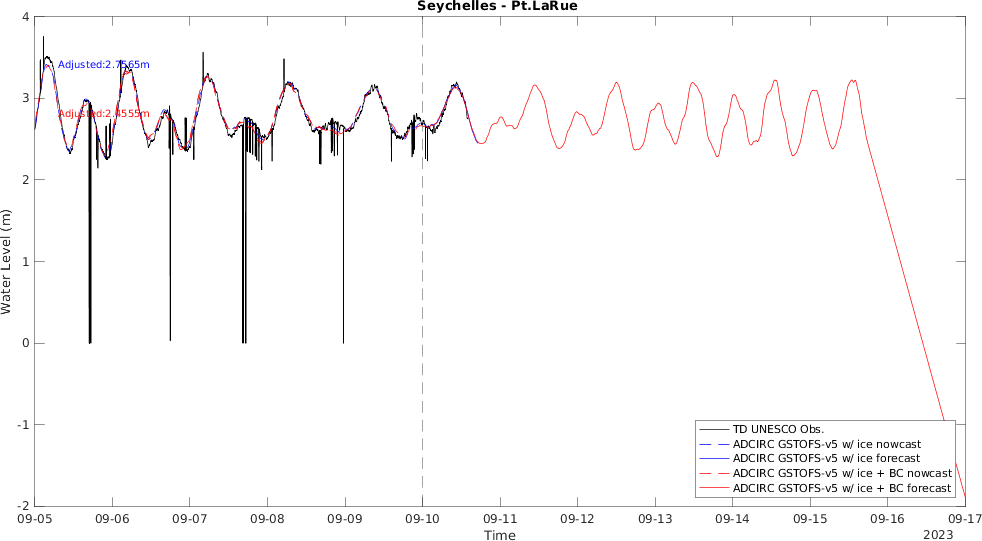 Seychelles - Pt.LaRue
4
3
2
1
0
-1
-2
Water Level (m)
Adjusted:2.7565m
Adjusted:2.4555m
TD UNESCO Obs.
ADCIRC GSTOFS-v5 w/ ice nowcast
ADCIRC GSTOFS-v5 w/ ice forecast
ADCIRC GSTOFS-v5 w/ ice + BC nowcast
ADCIRC GSTOFS-v5 w/ ice + BC forecast
09-05 09-06 09-07 09-08 09-09 09-10 09-11 09-12 09-13 09-14 09-15 09-16 09-17
Time
2023